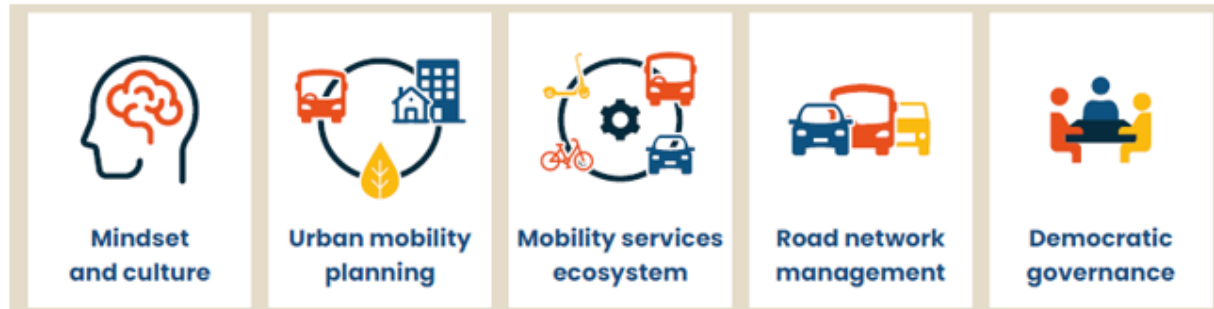 Mindset
and culture
Urban mobility
planning
Mobility services
ecosystem
Road network
management
Democratic
governance